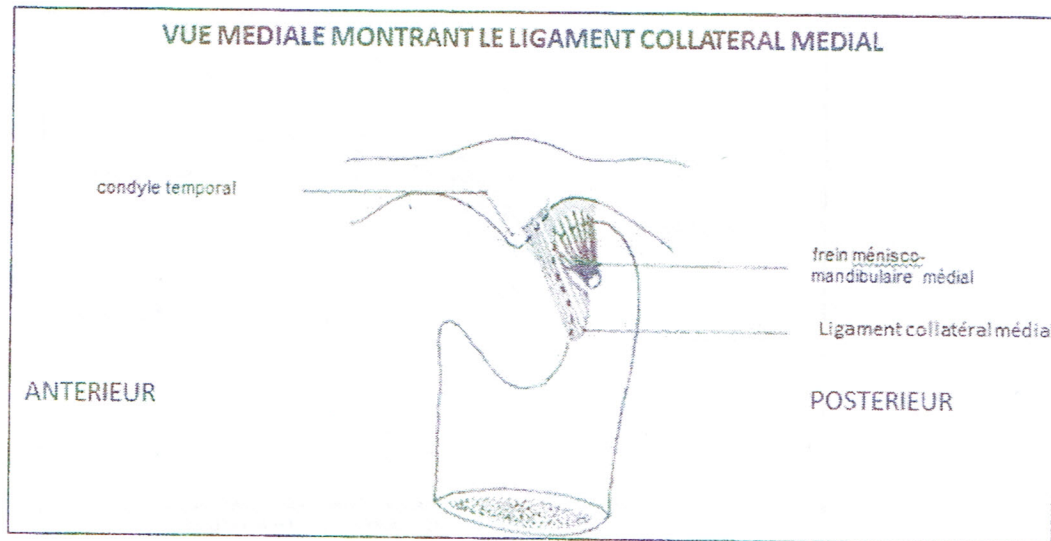 VUE MEDIALE MONTRANT LE LIGAMENT COLLATERAL MEDIAL
condyle temporal
frein ménisco-
mandibulaire médial
Ligament collatéral média
ANTERIEUR
POSTERIEUR